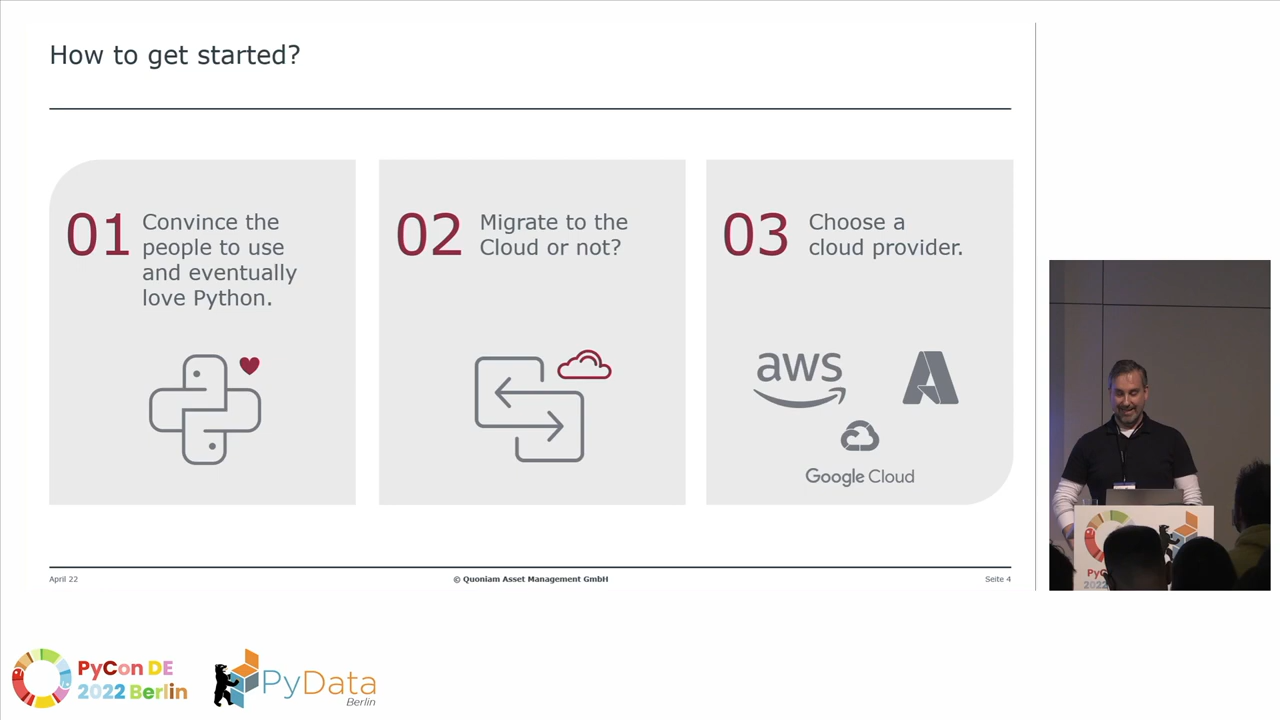 How to get started?
01
Convince the
people to use
and eventually
love Python.
02
Migrate to the
Cloud or not?
03
Choose a
cloud provider.
aws
Google Cloud
April 22
© Quoniam Asset Management GmbH
Seite 4
PyCon DE
2022 Berlin
PyData
Berlin